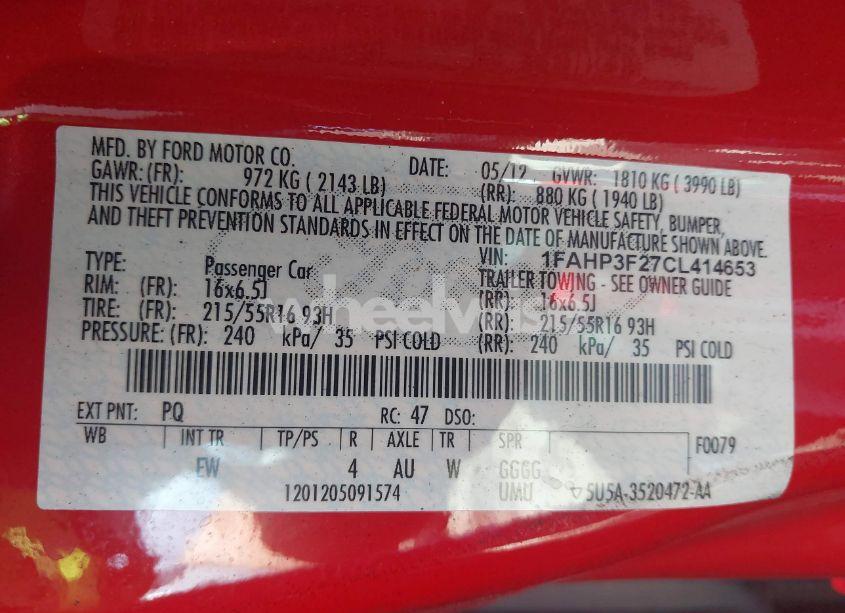 MFD. BY FORD MOTOR CO. DATE: 05/12 GVWR: 1810 KG ( 3990 LB)
GAWR: (FR): 972 KG ( 2143 LB) (RR): 880 KG ( 1940 LB)
THIS VEHICLE CONFORMS TO ALL APPLICABLE FEDERAL MOTOR VEHICLE SAFETY, BUMPER,
AND THEFT PREVENTION STANDARDS IN EFFECT ON THE DATE OF MANUFACTURE SHOWN ABOVE.
VIN: 1FAHP3F27CL414653
TYPE: Passenger Car TRAILER TOWING - SEE OWNER GUIDE
RIM: (FR): 16x6.5J (RR): 16x6.5J
TIRE: (FR): 215/55R16 93H (RR): 215/55R16 93H
PRESSURE: (FR): 240 kPa/ 35 PSI COLD (RR): 240 kPa/ 35 PSI COLD
EXT PNT: PQ RC: 47 DSO:
WB INT TR TP/PS R AXLE TR SPR F0079
EW 4 AU W GGGG
1201205091574 UMU 5U5A-3520472-AA